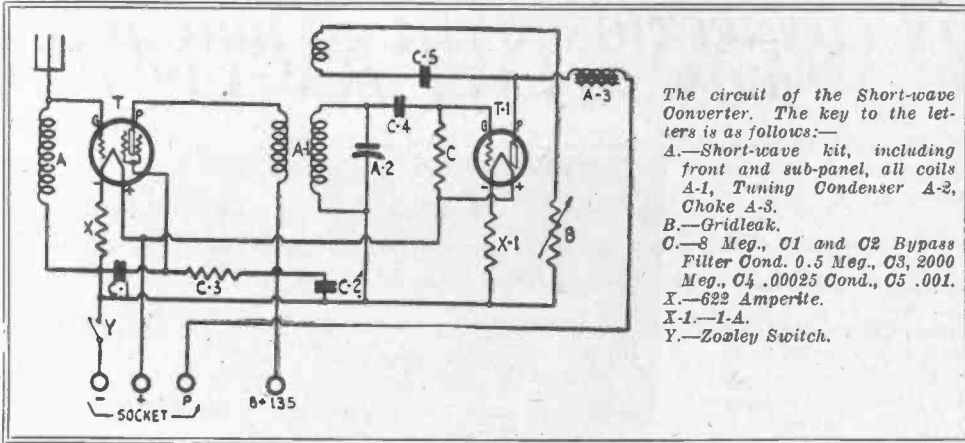 C-5
A-3
T
G
P
T-1
G
P
A
A-1
C-4
A-2
C
-
+
-
+
X
X-1
B
C-1
C-3
C-2
Y
-
+
P
B+135
SOCKET
The circuit of the Short-wave
Converter. The key to the let-
ters is as follows:—
A.—Short-wave kit, including
front and sub-panel, all coils
A-1, Tuning Condenser A-2,
Choke A-3.
B.—Gridleak.
C.—8 Meg., C1 and C2 Bypass
Filter Cond. 0.5 Meg., C3, 2000
Meg., C4 .00025 Cond., C5 .001.
X.—622 Amperite.
X-1.—1-A.
Y.—Zoxley Switch.